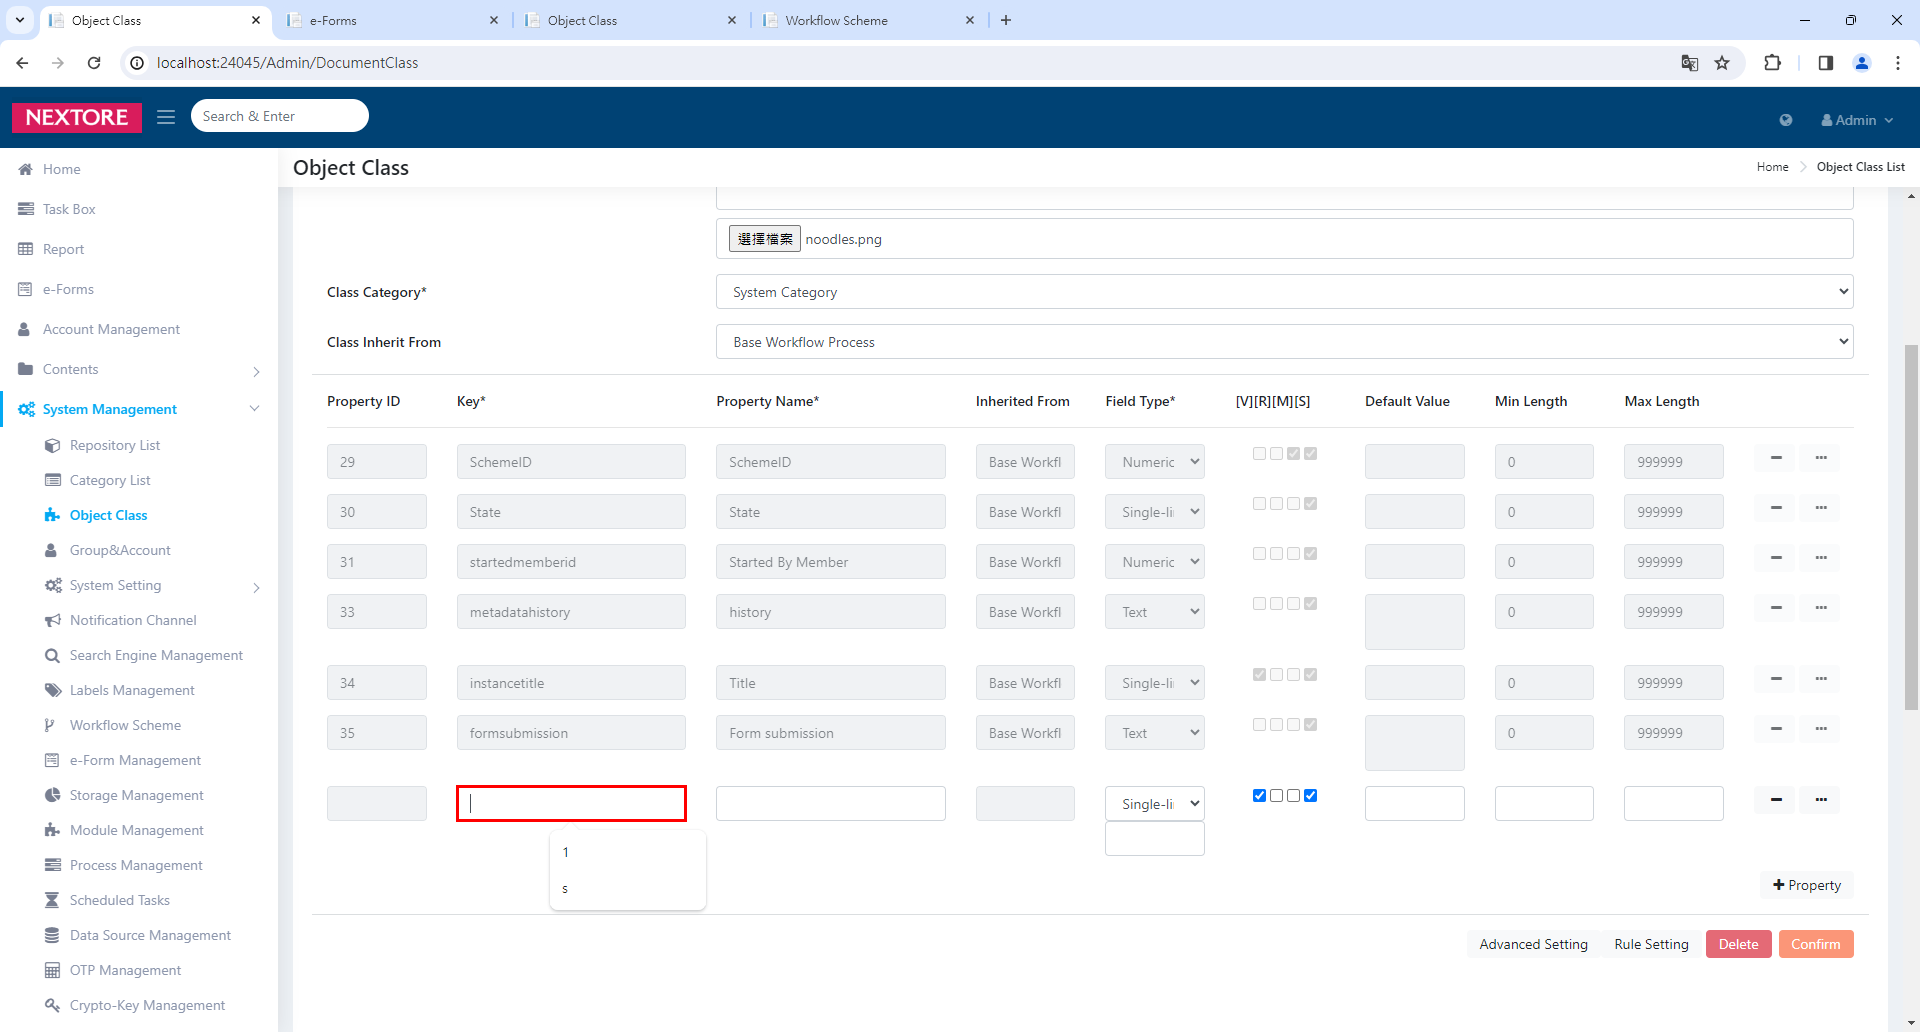 Object Class
e-Forms
Object Class
Workflow Scheme
localhost:24045/Admin/DocumentClass
NEXTORE
Search & Enter
Admin
Home
Task Box
Report
e-Forms
Account Management
Contents
System Management
Repository List
Category List
Object Class
Group&Account
System Setting
Notification Channel
Search Engine Management
Labels Management
Workflow Scheme
e-Form Management
Storage Management
Module Management
Process Management
Scheduled Tasks
Data Source Management
OTP Management
Crypto-Key Management
Object Class
Home Object Class List
選擇檔案 noodles.png
Class Category* System Category
Class Inherit From Base Workflow Process
Property ID Key* Property Name* Inherited From Field Type* [V][R][M][S] Default Value Min Length Max Length
29 SchemeID SchemeID Base Workfl Numeric 0 999999
30 State State Base Workfl Single-li 0 999999
31 startedmemberid Started By Member Base Workfl Numeric 0 999999
33 metadatahistory history Base Workfl Text 0 999999
34 instancetitle Title Base Workfl Single-li 0 999999
35 formsubmission Form submission Base Workfl Text 0 999999
Single-li
1
s
Property
Advanced Setting Rule Setting Delete Confirm